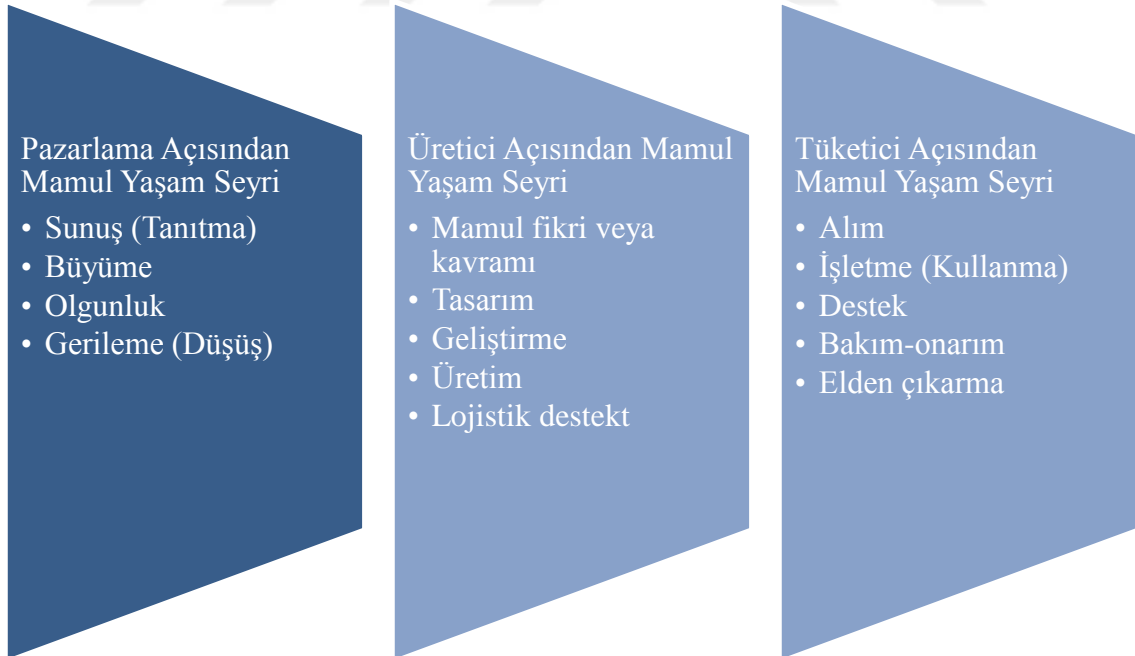 Pazarlama Açısından
Mamul Yaşam Seyri
• Sunuş (Tanıtma)
• Büyüme
• Olgunluk
• Gerileme (Düşüş)
Üretici Açısından Mamul
Yaşam Seyri
• Mamul fikri veya
kavramı
• Tasarım
• Geliştirme
• Üretim
• Lojistik destekt
Tüketici Açısından
Mamul Yaşam Seyri
• Alım
• İşletme (Kullanma)
• Destek
• Bakım-onarım
• Elden çıkarma